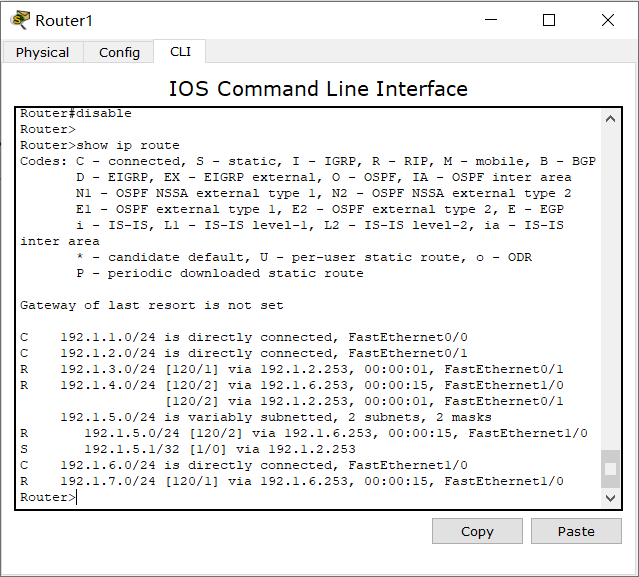 Router1
Physical Config CLI
IOS Command Line Interface
Router#disable
Router>
Router>show ip route
Codes: C - connected, S - static, I - IGRP, R - RIP, M - mobile, B - BGP
       D - EIGRP, EX - EIGRP external, O - OSPF, IA - OSPF inter area
       N1 - OSPF NSSA external type 1, N2 - OSPF NSSA external type 2
       E1 - OSPF external type 1, E2 - OSPF external type 2, E - EGP
       i - IS-IS, L1 - IS-IS level-1, L2 - IS-IS level-2, ia - IS-IS
inter area
       * - candidate default, U - per-user static route, o - ODR
       P - periodic downloaded static route
Gateway of last resort is not set
C    192.1.1.0/24 is directly connected, FastEthernet0/0
C    192.1.2.0/24 is directly connected, FastEthernet0/1
R    192.1.3.0/24 [120/1] via 192.1.2.253, 00:00:01, FastEthernet0/1
R    192.1.4.0/24 [120/2] via 192.1.6.253, 00:00:15, FastEthernet1/0
                  [120/2] via 192.1.2.253, 00:00:01, FastEthernet0/1
     192.1.5.0/24 is variably subnetted, 2 subnets, 2 masks
R       192.1.5.0/24 [120/2] via 192.1.6.253, 00:00:15, FastEthernet1/0
S       192.1.5.1/32 [1/0] via 192.1.2.253
C    192.1.6.0/24 is directly connected, FastEthernet1/0
R    192.1.7.0/24 [120/1] via 192.1.6.253, 00:00:15, FastEthernet1/0
Router>
Copy Paste